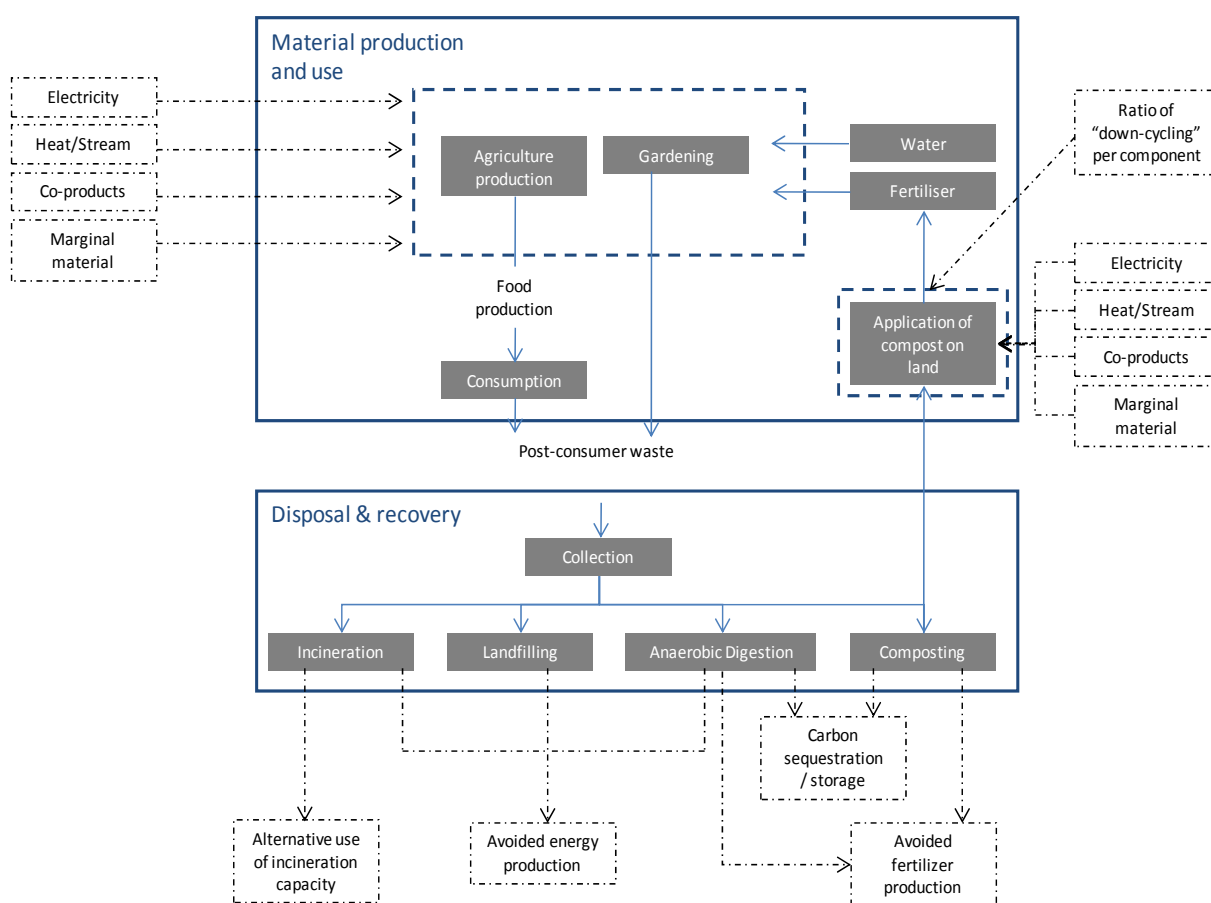 Material production
and use
Electricity
Heat/Stream
Co-products
Marginal
material
Agriculture
production
Gardening
Water
Fertiliser
Ratio of
“down-cycling”
per component
Food
production
Application of
compost on
land
Electricity
Heat/Stream
Co-products
Marginal
material
Consumption
Post-consumer waste
Disposal & recovery
Collection
Incineration
Landfilling
Anaerobic Digestion
Composting
Carbon
sequestration
/ storage
Alternative use
of incineration
capacity
Avoided energy
production
Avoided
fertilizer
production